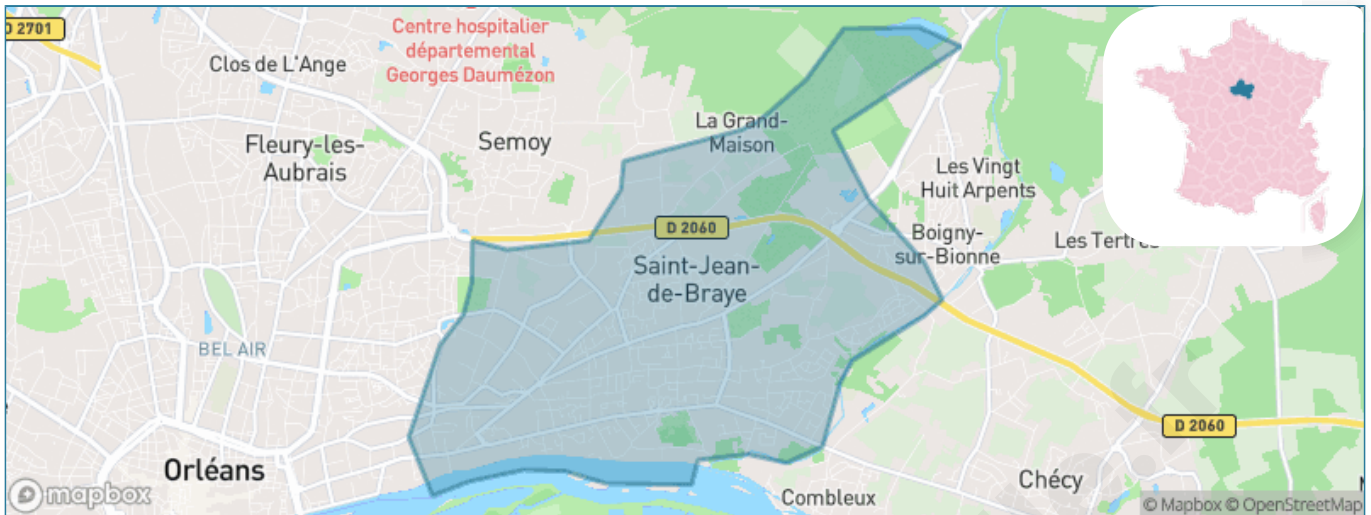 D 2701
Centre hospitalier
départemental
Georges Daumézon
Clos de L'Ange
Fleury-les-
Aubrais
Semoy
La Grand-
Maison
Les Vingt
Huit Arpents
D 2060
Boigny-
sur-Bionne
Les Tertres
Saint-Jean-
de-Braye
BEL AIR
D 2060
Orléans
Chécy
Combleux
mapbox
© Mapbox © OpenStreetMap